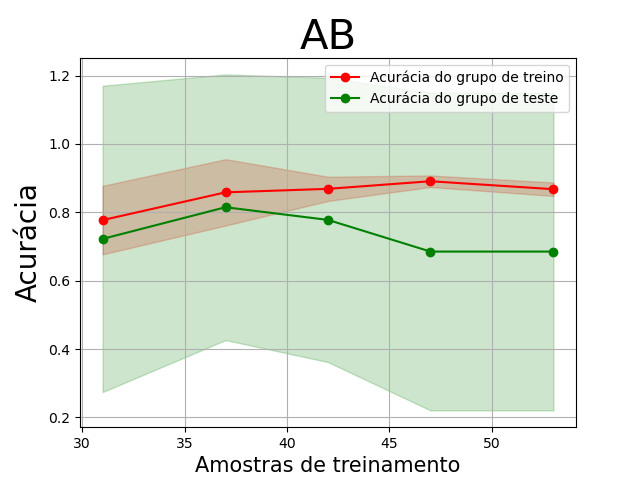 AB
Acurácia do grupo de treino
Acurácia do grupo de teste
Acurácia
1.2
1.0
0.8
0.6
0.4
0.2
30 35 40 45 50
Amostras de treinamento